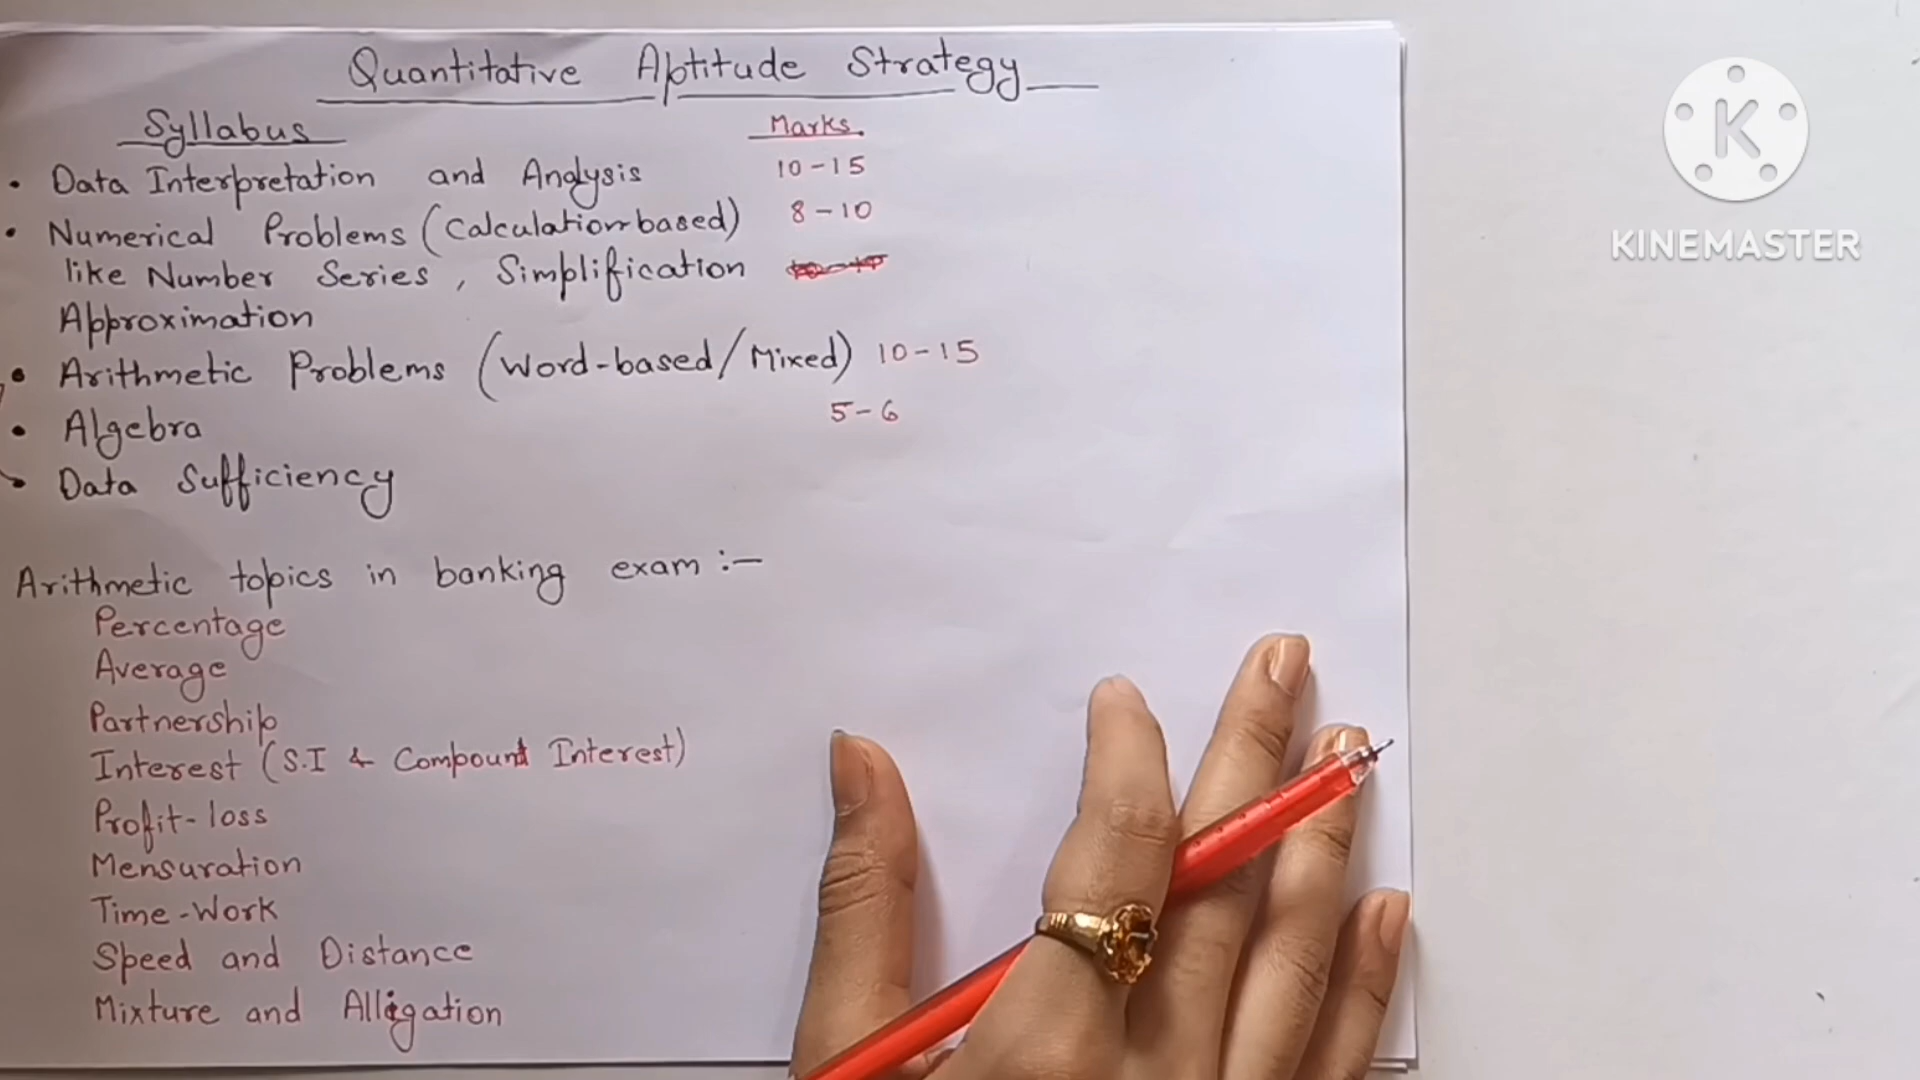 Quantitative Aptitude Strategy
Syllabus Marks.
• Data Interpretation and Analysis 10-15
• Numerical Problems (Calculation-based) 8-10
like Number Series, Simplification
Approximation
• Arithmetic Problems (Word-based/Mixed) 10-15
• Algebra 5-6
• Data Sufficiency
Arithmetic topics in banking exam :-
Percentage
Average
Partnership
Interest (S.I & Compount Interest)
Profit-loss
Mensuration
Time-Work
Speed and Distance
Mixture and Alligation
K
KINEMASTER